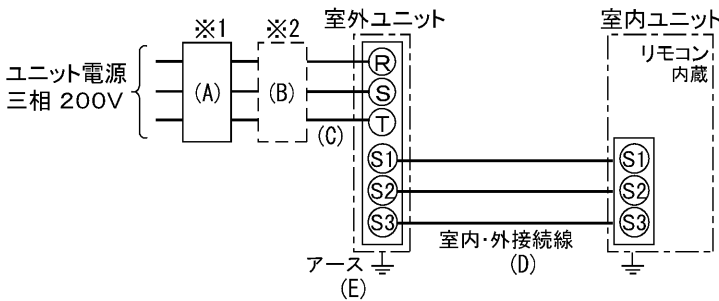 ※1
※2
室外ユニット
室内ユニット
ユニット電源
三相 200V
(A)
(B)
(C)
R
S
T
S1
S2
S3
リモコン
内蔵
S1
S2
S3
室内・外接続線
(D)
アース
(E)